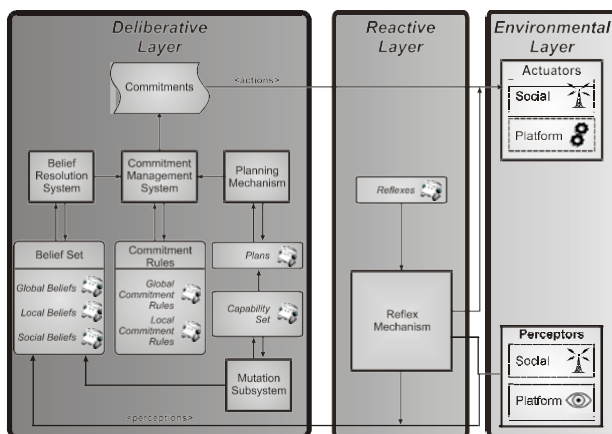 Deliberative
Layer
Reactive
Layer
Environmental
Layer
Commitments
<actions>
Actuators
Social
Platform
Belief
Resolution
System
Commitment
Management
System
Planning
Mechanism
Reflexes
Belief Set
Global Beliefs
Local Beliefs
Social Beliefs
Commitment
Rules
Global
Commitment
Rules
Local
Commitment
Rules
Plans
Capability
Set
Reflex
Mechanism
Mutation
Subsystem
Perceptors
Social
Platform
<perceptions>